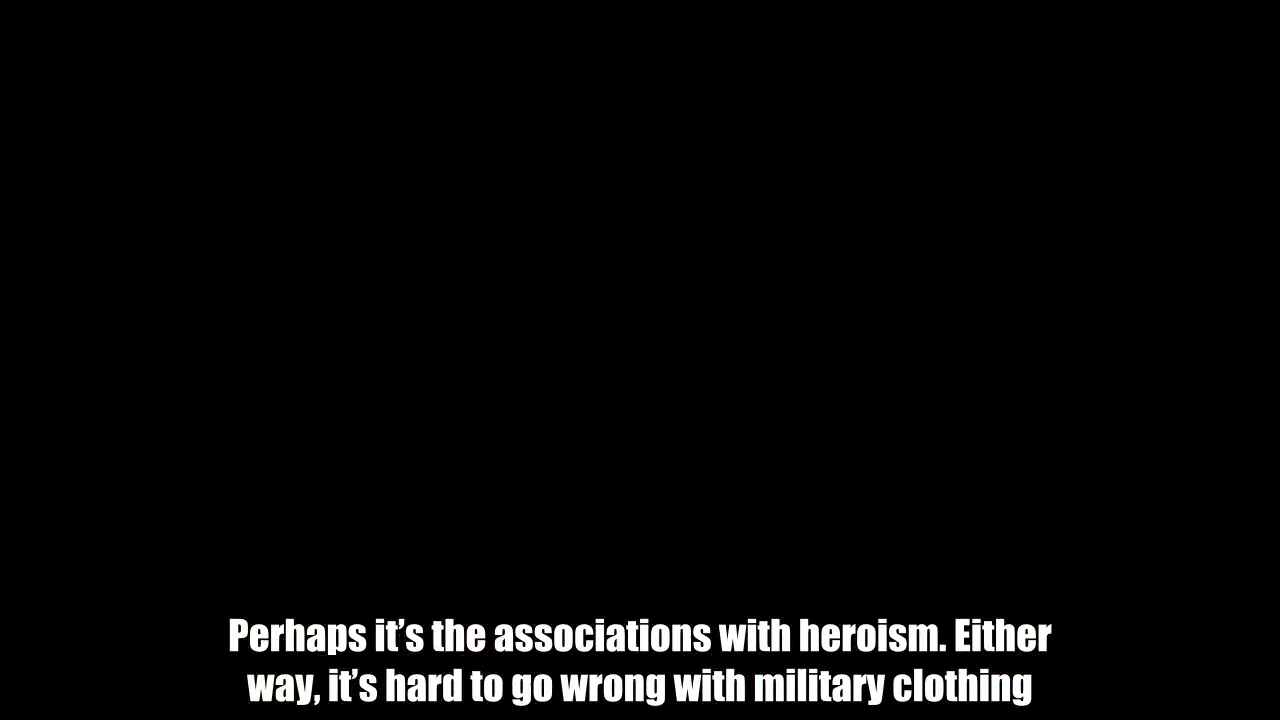 Perhaps it’s the associations with heroism. Either
way, it’s hard to go wrong with military clothing